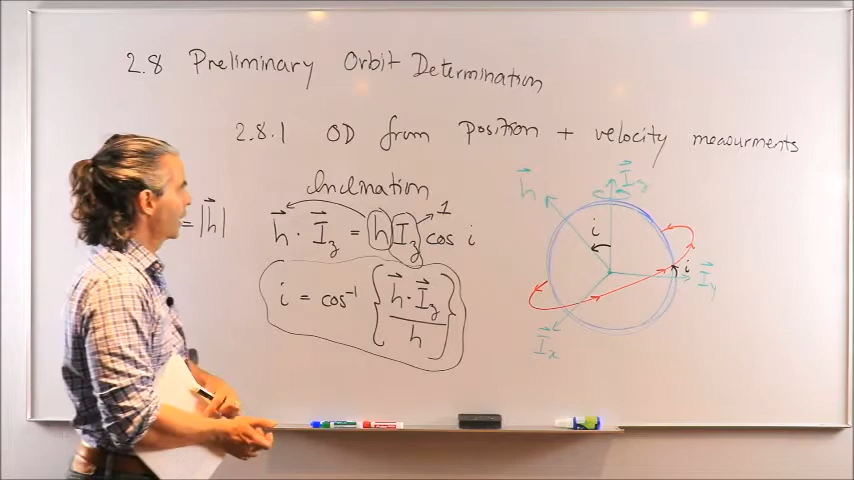 2.8 Preliminary Orbit Determination
2.8.1 OD from position + velocity measurments
Inclination
= |h⃗|
h⃗ · I⃗z = h Iz cos i
1
i = cos⁻¹ { h⃗ · I⃗z / h }
h⃗
I⃗z
i
i
I⃗y
I⃗x